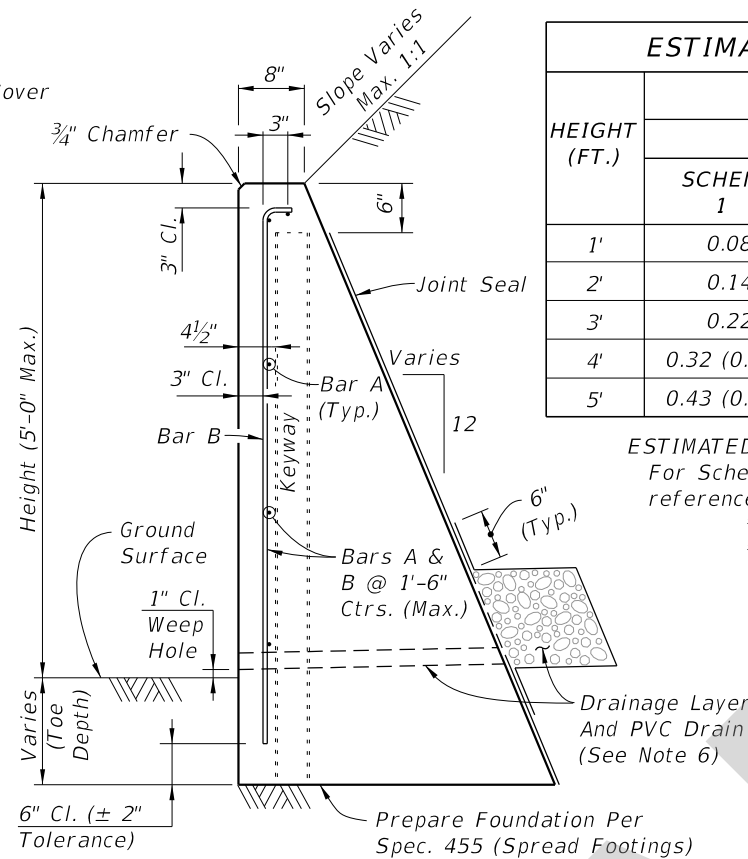 over
8"
Slope Varies
Max. 1:1
¾" Chamfer
3"
3" Cl.
6"
Joint Seal
4½"
Varies
12
3" Cl.
Bar A
(Typ.)
Bar B
Keyway
Height (5'-0" Max.)
6"
(Typ.)
Ground
Surface
Bars A &
B @ 1'-6"
Ctrs. (Max.)
1" Cl.
Weep
Hole
Varies
(Toe
Depth)
Drainage Layer
And PVC Drain
(See Note 6)
6" Cl. (± 2"
Tolerance)
Prepare Foundation Per
Spec. 455 (Spread Footings)
ESTIMA
HEIGHT
(FT.)
SCHE
1
1' 0.08
2' 0.14
3' 0.22
4' 0.32 (0.
5' 0.43 (0.
ESTIMATED
For Sche
reference